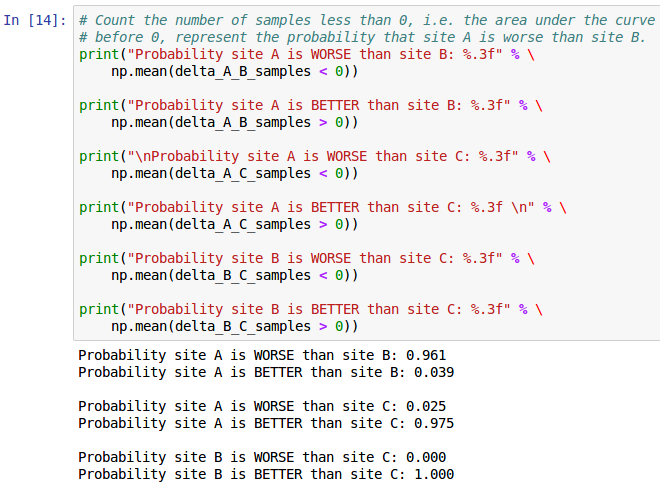 In [14]: # Count the number of samples less than 0, i.e. the area under the curve
# before 0, represent the probability that site A is worse than site B.
print("Probability site A is WORSE than site B: %.3f" % \
    np.mean(delta_A_B_samples < 0))

print("Probability site A is BETTER than site B: %.3f" % \
    np.mean(delta_A_B_samples > 0))

print("\nProbability site A is WORSE than site C: %.3f" % \
    np.mean(delta_A_C_samples < 0))

print("Probability site A is BETTER than site C: %.3f \n" % \
    np.mean(delta_A_C_samples > 0))

print("Probability site B is WORSE than site C: %.3f" % \
    np.mean(delta_B_C_samples < 0))

print("Probability site B is BETTER than site C: %.3f" % \
    np.mean(delta_B_C_samples > 0))

Probability site A is WORSE than site B: 0.961
Probability site A is BETTER than site B: 0.039

Probability site A is WORSE than site C: 0.025
Probability site A is BETTER than site C: 0.975

Probability site B is WORSE than site C: 0.000
Probability site B is BETTER than site C: 1.000